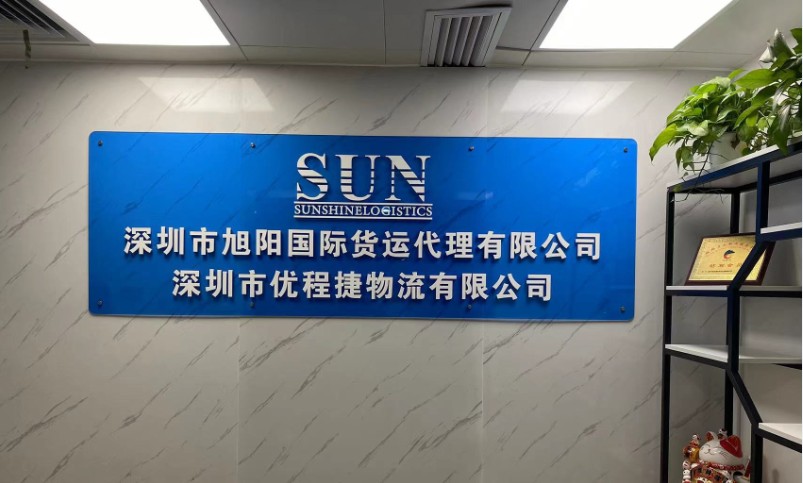 SUN
SUNSHINELOGISTICS
深圳市旭阳国际货运代理有限公司
深圳市优程捷物流有限公司